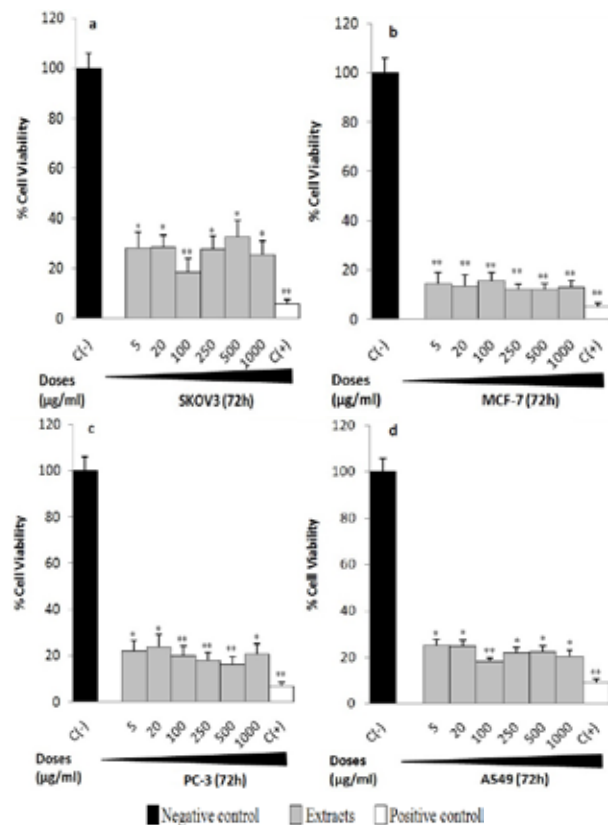 a
b
120
100
80
60
40
20
0
% Cell Viability
* * ** * * * **
C(-) 5 20 100 250 500 1000 C(+)
Doses
(µg/ml)
SKOV3 (72h)
120
100
80
60
40
20
0
% Cell Viability
** ** ** ** ** ** **
C(-) 5 20 100 250 500 1000 C(+)
MCF-7 (72h)
c
d
120
100
80
60
40
20
0
% Cell Viability
* * ** ** ** * **
C(-) 5 20 100 250 500 1000 C(+)
Doses
(µg/ml)
PC-3 (72h)
120
100
80
60
40
20
0
% Cell Viability
* * ** * * * **
C(-) 5 20 100 250 500 1000 C(+)
Doses
(µg/ml)
A549 (72h)
Negative control Extracts Positive control